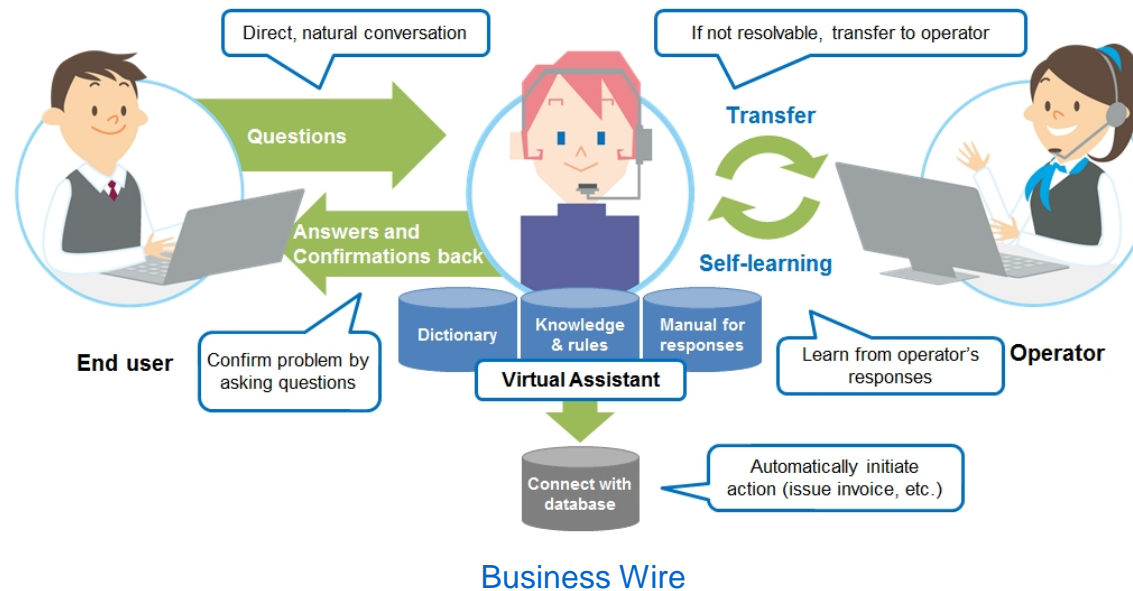 Direct, natural conversation
If not resolvable, transfer to operator
Questions
Transfer
Answers and
Confirmations back
Self-learning
Dictionary
Knowledge
& rules
Manual for
responses
End user
Confirm problem by
asking questions
Virtual Assistant
Learn from operator's
responses
Operator
Connect with
database
Automatically initiate
action (issue invoice, etc.)
Business Wire